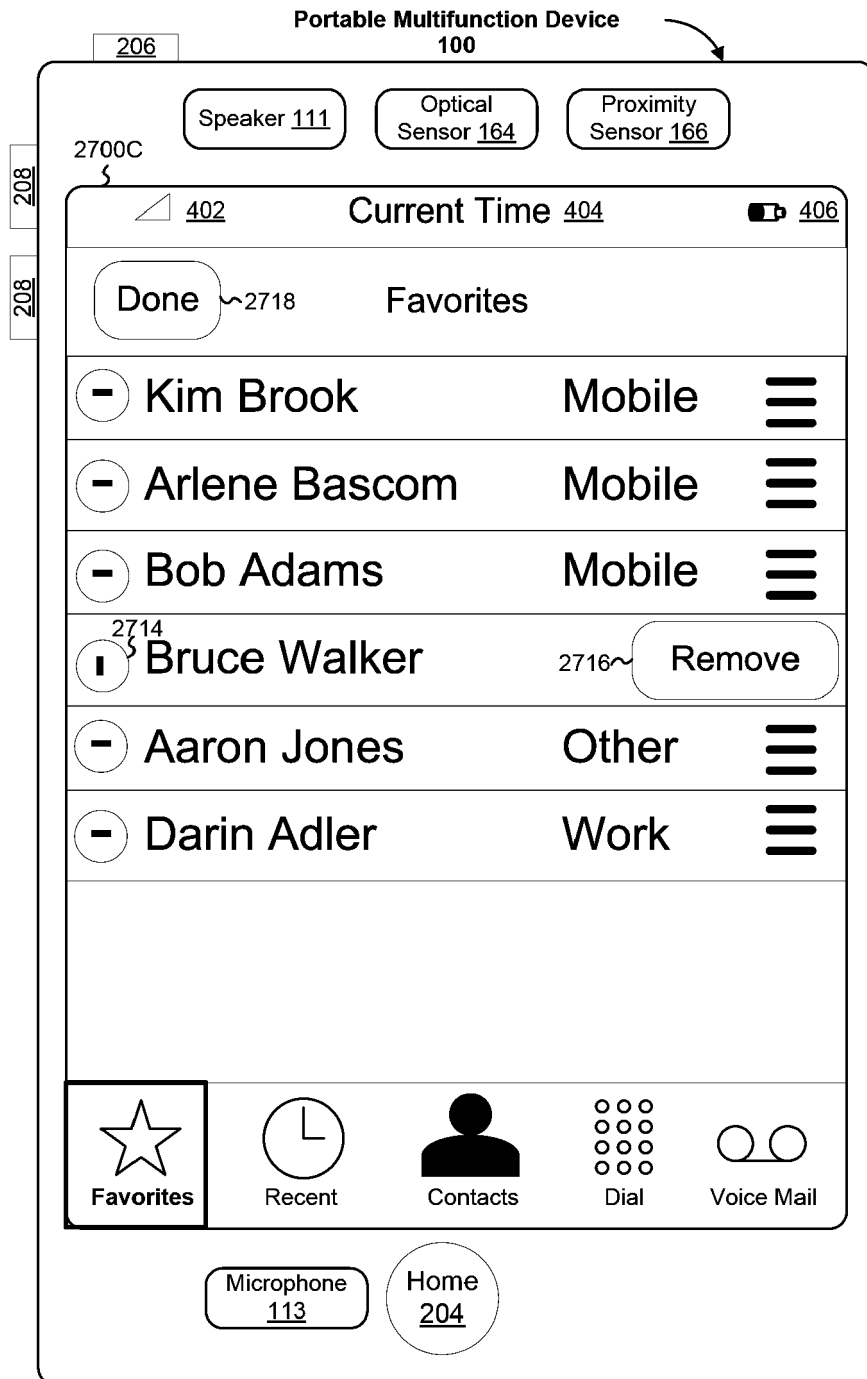 Portable Multifunction Device
100
206
Speaker 111
Optical
Sensor 164
Proximity
Sensor 166
2700C
208
402
Current Time 404
406
208
Done
2718
Favorites
Kim Brook Mobile
Arlene Bascom Mobile
Bob Adams Mobile
2714
Bruce Walker
2716
Remove
Aaron Jones Other
Darin Adler Work
Favorites
Recent
Contacts
Dial
Voice Mail
Microphone
113
Home
204